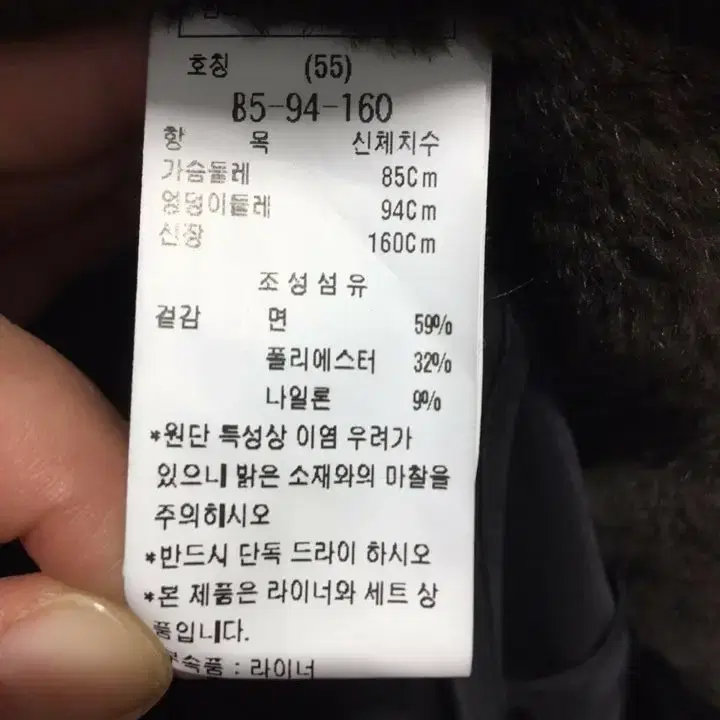 호칭 (55)
85-94-160
항 목 신체치수
가슴둘레 85Cm
엉덩이둘레 94Cm
신장 160Cm
조성섬유
겉감 면 59%
폴리에스터 32%
나일론 9%
*원단 특성상 이염 우려가
있으니 밝은 소재와의 마찰을
주의하시오
*반드시 단독 드라이 하시오
*본 제품은 라이너와 세트 상
품입니다.
부속품 : 라이너